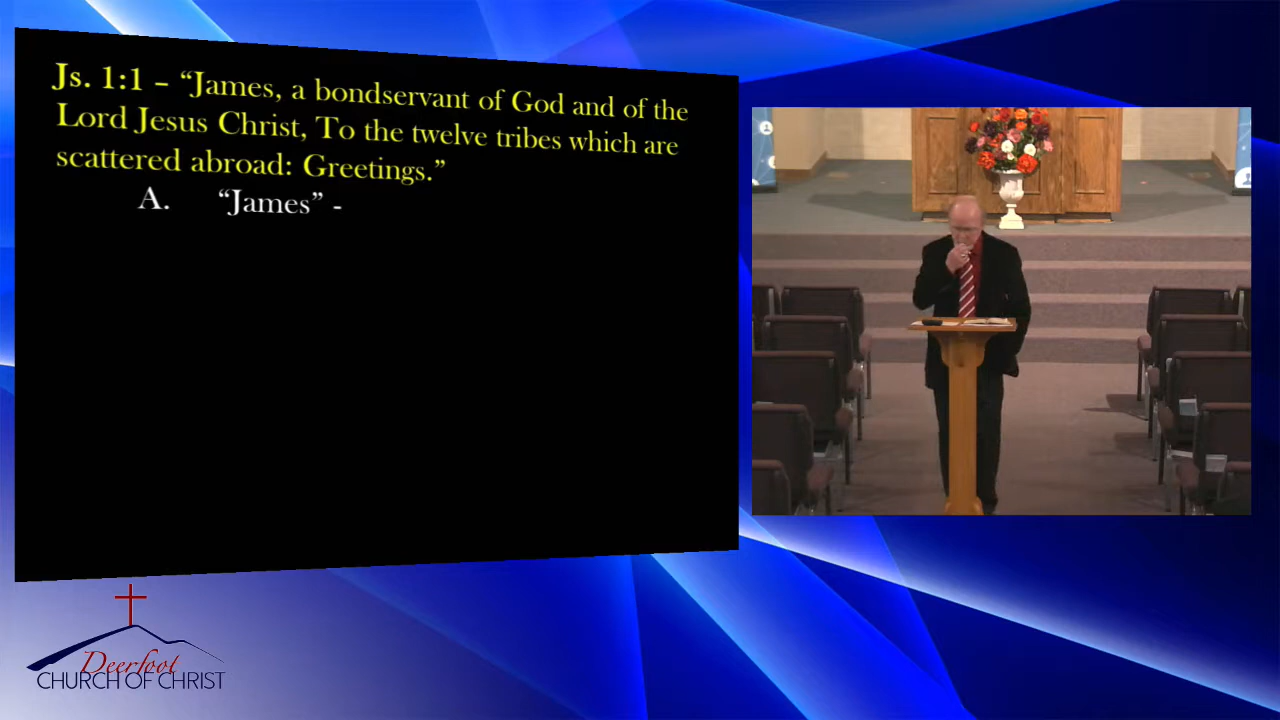 Js. 1:1 – “James, a bondservant of God and of the
Lord Jesus Christ, To the twelve tribes which are
scattered abroad: Greetings.”
A. “James” -
Deerfoot
CHURCH OF CHRIST